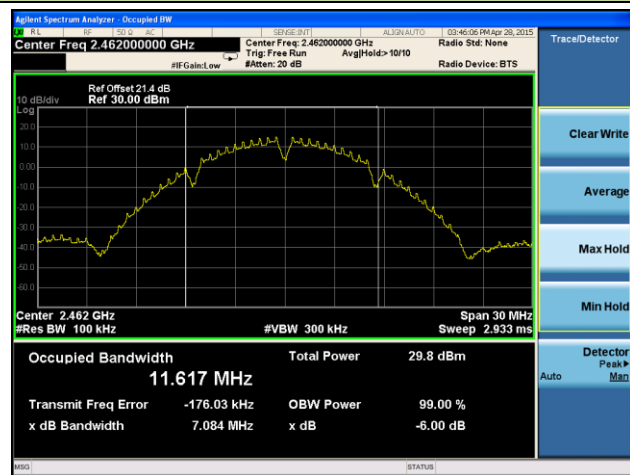 Agilent Spectrum Analyzer - Occupied BW
RL RF 50 Ω AC SENSE:INT ALIGN AUTO 03:46:06 PM Apr 28, 2015
Center Freq 2.462000000 GHz Center Freq: 2.462000000 GHz Radio Std: None Trace/Detector
Trig: Free Run Avg|Hold:> 10/10
#IFGain:Low #Atten: 20 dB Radio Device: BTS
Ref Offset 21.4 dB
10 dB/div Ref 30.00 dBm
Log
20.0
10.0
0.00
-10.0
-20.0
-30.0
-40.0
-50.0
-60.0
Center 2.462 GHz Span 30 MHz
#Res BW 100 kHz #VBW 300 kHz Sweep 2.933 ms
Occupied Bandwidth Total Power 29.8 dBm
11.617 MHz
Transmit Freq Error -176.03 kHz OBW Power 99.00 %
x dB Bandwidth 7.084 MHz x dB -6.00 dB
Clear Write
Average
Max Hold
Min Hold
Detector
Peak▶
Auto Man
MSG STATUS